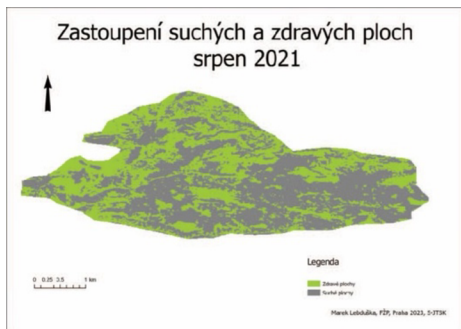 Zastoupení suchých a zdravých ploch
srpen 2021
Legenda
0 0.25 0.5 1 km
Zdravé plochy
Suché plochy
Marek Lebduška, FŽP, Praha 2023, S-JTSK